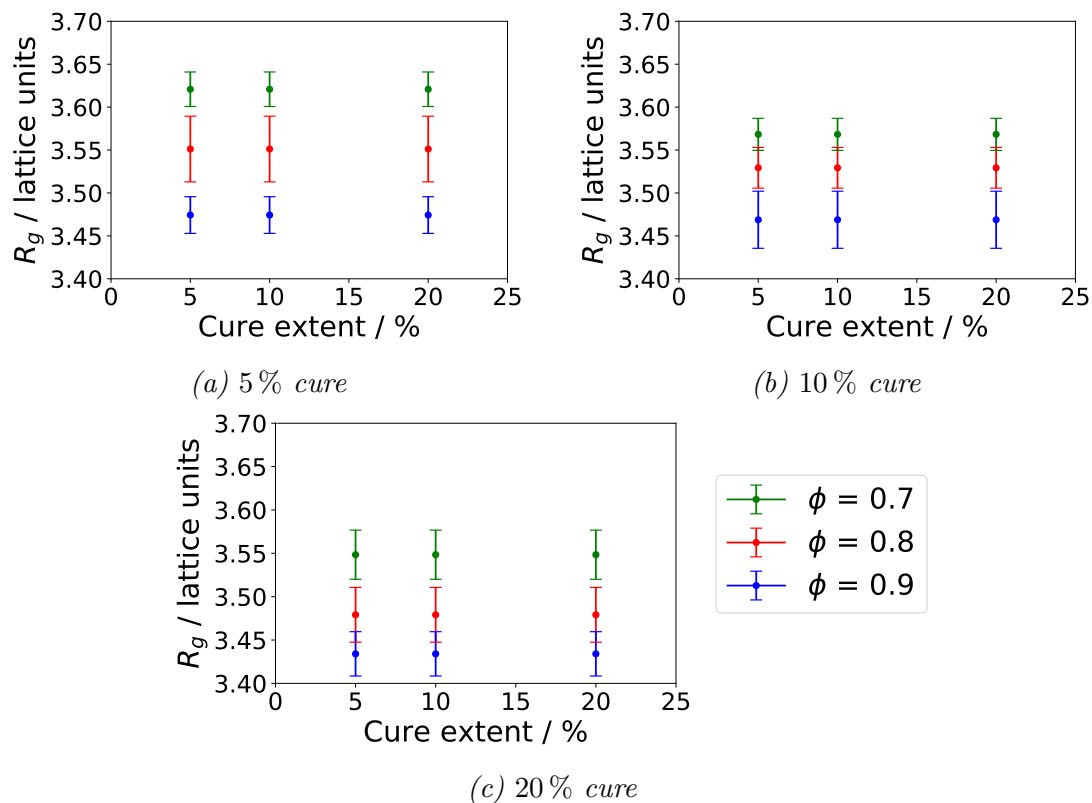 3.70
3.65
3.60
3.55
3.50
3.45
3.40
R_g / lattice units
0 5 10 15 20 25
Cure extent / %
(a) 5 % cure
3.70
3.65
3.60
3.55
3.50
3.45
3.40
R_g / lattice units
0 5 10 15 20 25
Cure extent / %
(b) 10 % cure
3.70
3.65
3.60
3.55
3.50
3.45
3.40
R_g / lattice units
0 5 10 15 20 25
Cure extent / %
(c) 20 % cure
ϕ = 0.7
ϕ = 0.8
ϕ = 0.9